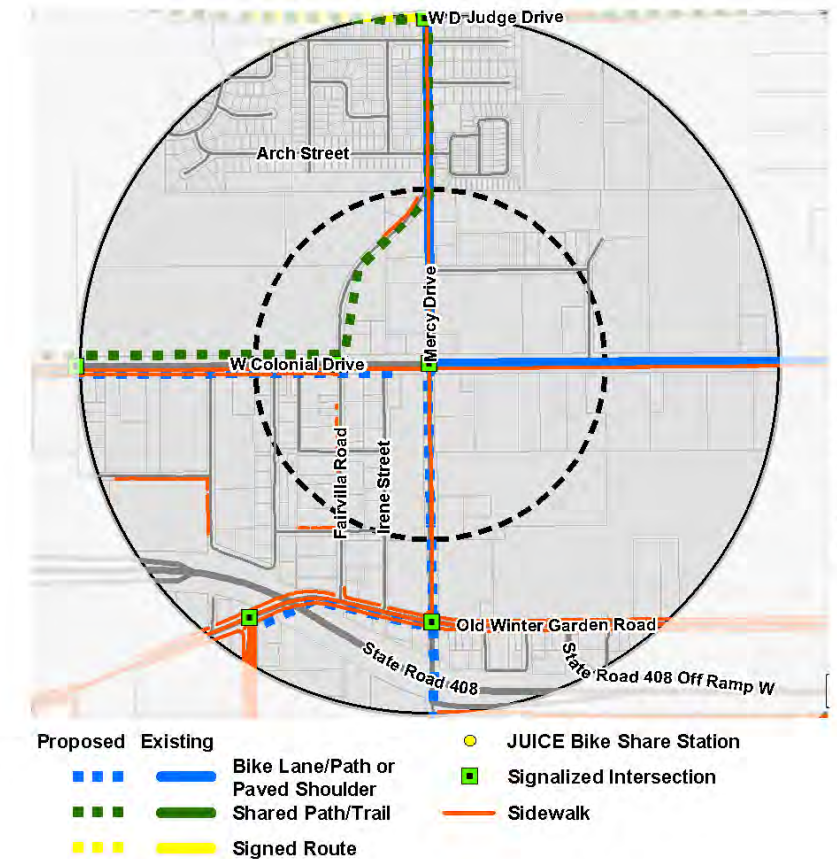 W D Judge Drive
Arch Street
Mercy Drive
W Colonial Drive
Fairvilla Road
Irene Street
Old Winter Garden Road
State Road 408
State Road 408 Off Ramp W
Proposed Existing
Bike Lane/Path or
Paved Shoulder
Shared Path/Trail
Signed Route
JUICE Bike Share Station
Signalized Intersection
Sidewalk